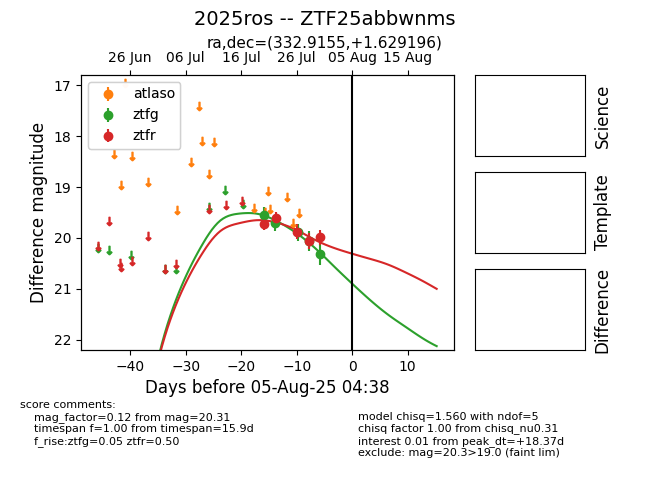 2025ros -- ZTF25abbwnms
ra,dec=(332.9155,+1.629196)
26 Jun 06 Jul 16 Jul 26 Jul 05 Aug 15 Aug
17
18
19
20
21
22
Difference magnitude
atlaso
ztfg
ztfr
−40 −30 −20 −10 0 10
Days before 05-Aug-25 04:38
Science
Template
Difference
score comments:
mag_factor=0.12 from mag=20.31
timespan f=1.00 from timespan=15.9d
f_rise:ztfg=0.05 ztfr=0.50
model chisq=1.560 with ndof=5
chisq factor 1.00 from chisq_nu0.31
interest 0.01 from peak_dt=+18.37d
exclude: mag=20.3>19.0 (faint lim)